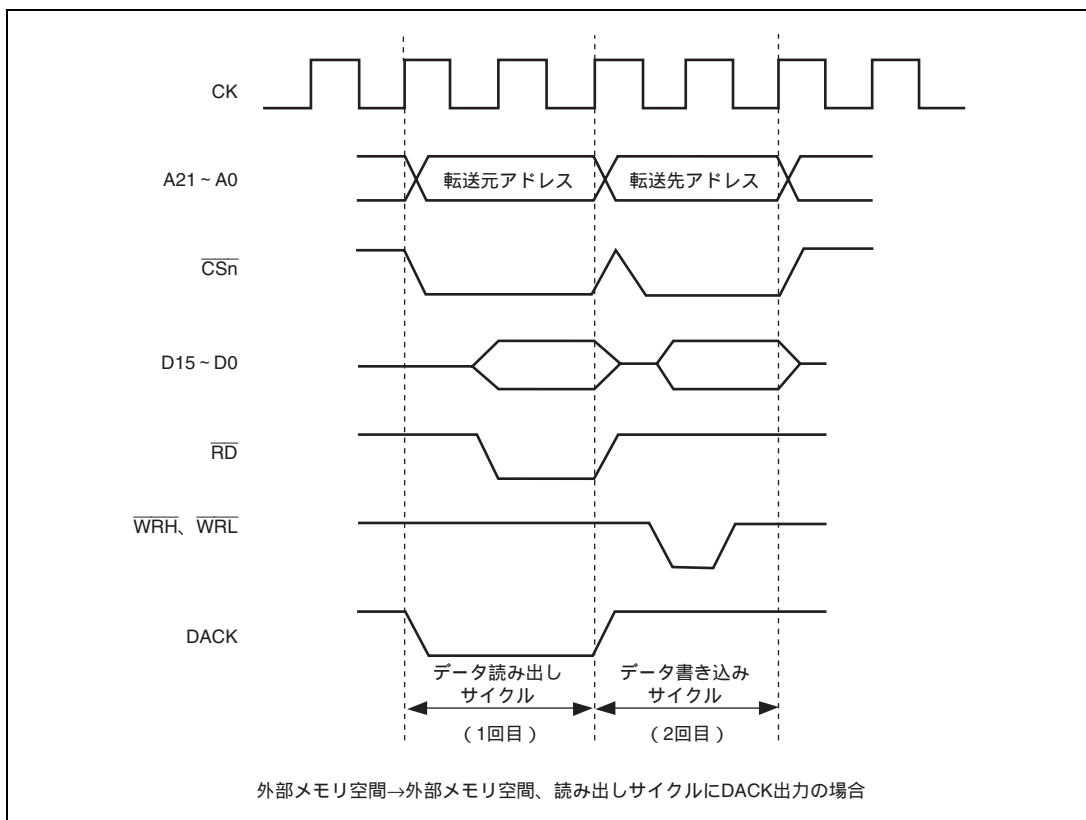 CK
A21～A0
転送元アドレス
転送先アドレス
CSn
D15～D0
RD
WRH、WRL
DACK
データ読み出し
サイクル
（1回目）
データ書き込み
サイクル
（2回目）
外部メモリ空間→外部メモリ空間、読み出しサイクルにDACK出力の場合